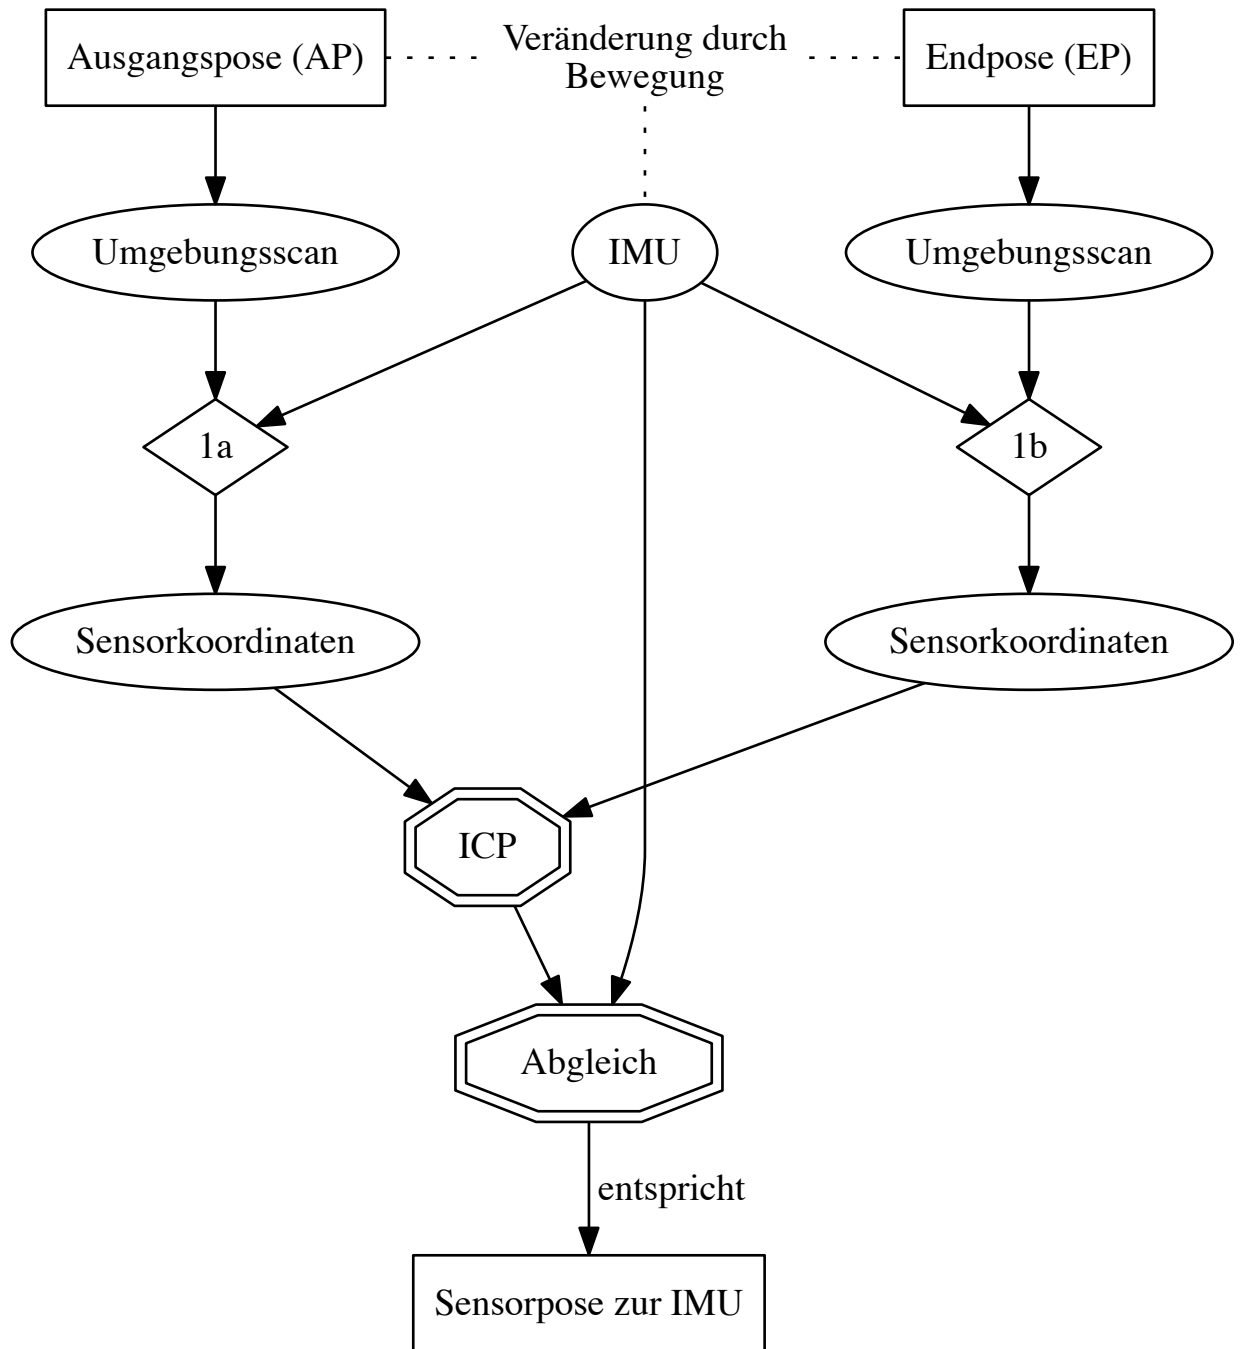 Ausgangspose (AP)
Veränderung durch
Bewegung
Endpose (EP)
Umgebungsscan
IMU
Umgebungsscan
1a
1b
Sensorkoordinaten
Sensorkoordinaten
ICP
Abgleich
entspricht
Sensorpose zur IMU